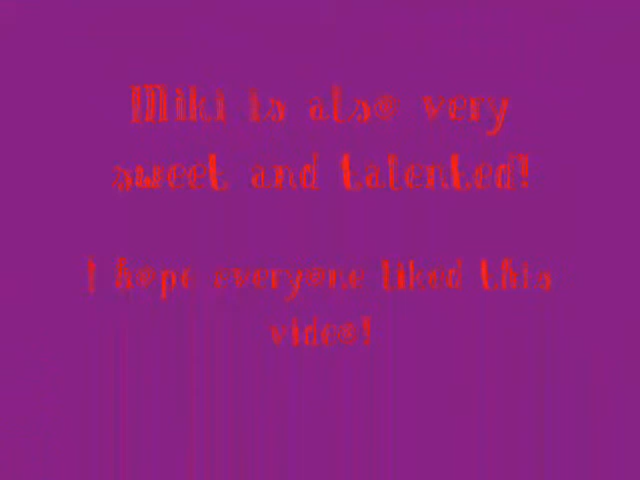 Miki is also very
sweet and talented!
I hope everyone liked this
video!